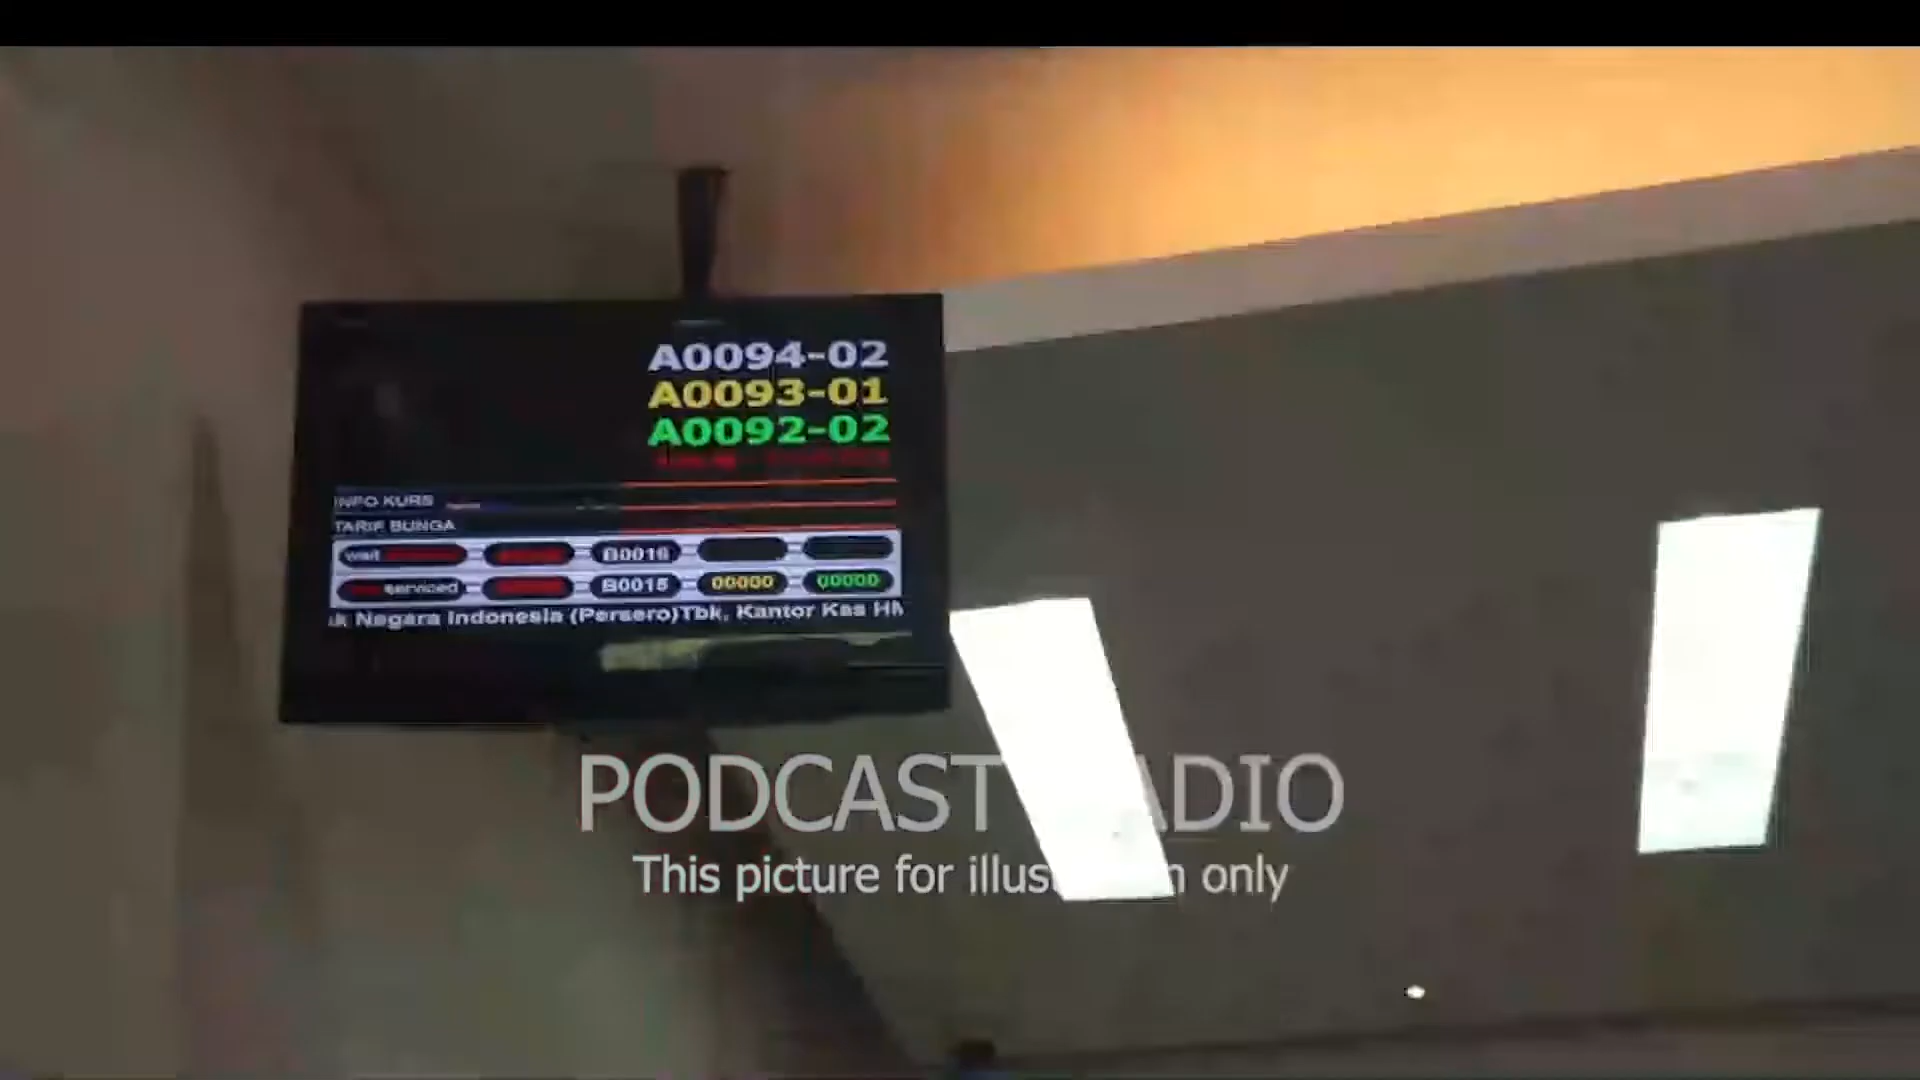 A0094-02
A0093-01
A0092-02
INFO KURS
TARIF BUNGA
wait B0016
serviced B0015 00000 00000
Negara Indonesia (Persero)Tbk, Kantor Kas
PODCAST
This picture for only